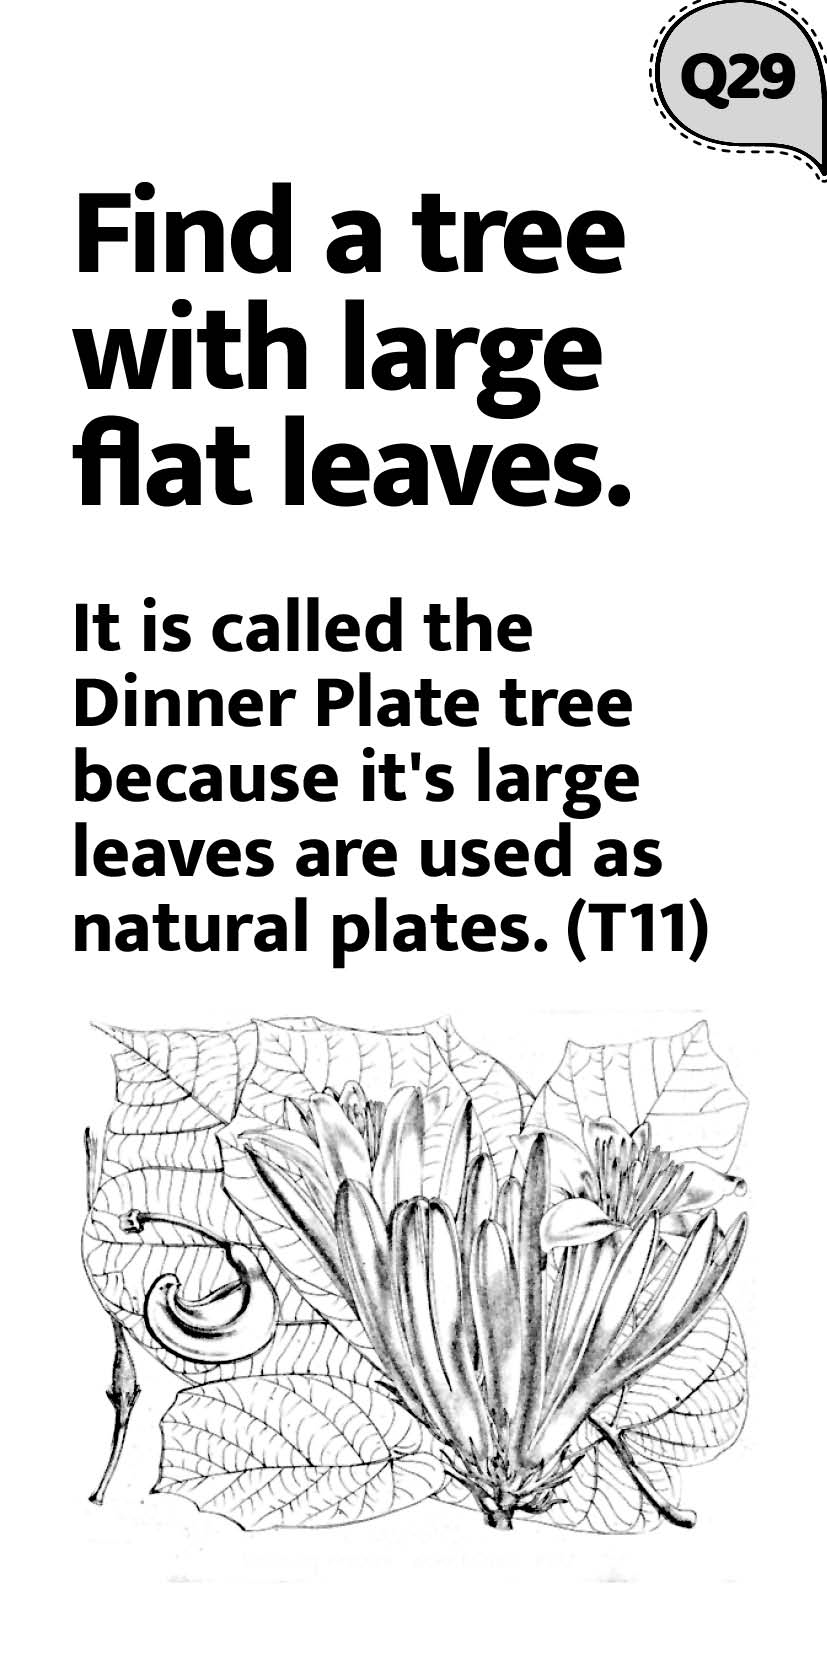 Q29
Find a tree
with large
flat leaves.
It is called the
Dinner Plate tree
because it's large
leaves are used as
natural plates. (T11)